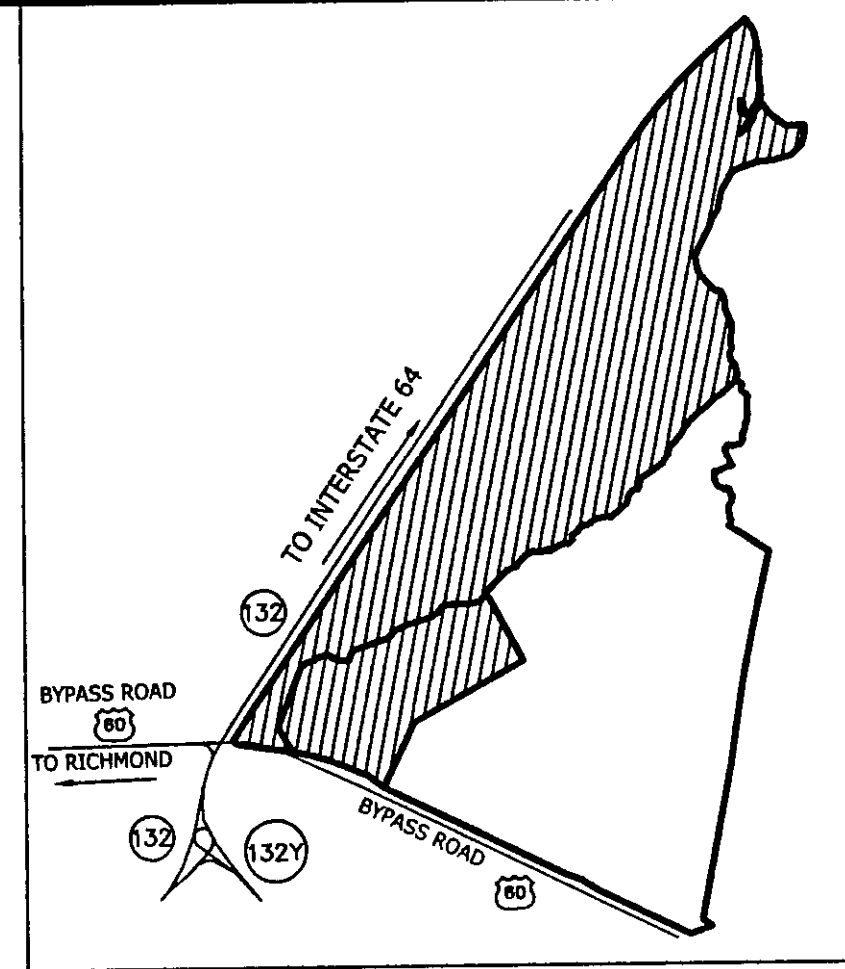 TO INTERSTATE 64
132
BYPASS ROAD
60
TO RICHMOND
132
132Y
BYPASS ROAD
60